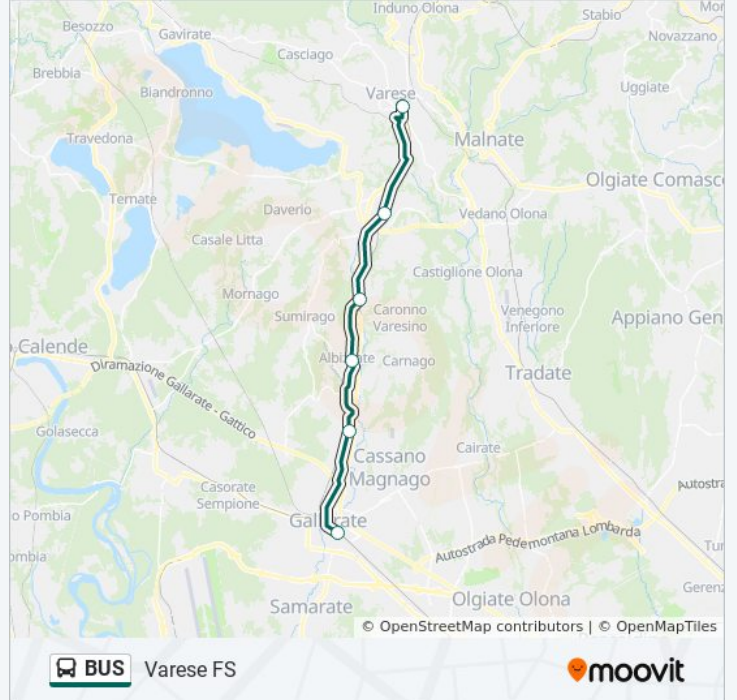 Induno Olona
Mor
Besozzo
Gavirate
Stabio
Novazzano
Casciago
Brebbia
Biandronno
Varese
Uggiate
Travedona
Malnate
Olgiate Comasco
Ternate
Daverio
Vedano Olona
Casale Litta
Castiglione Olona
Mornago
Sumirago
Caronno
Varesino
Venegono
Inferiore
Appiano Gen
o Calende
Albizzate
Carnago
Diramazione Gallarate - Gattico
Tradate
Golasecca
Cassano
Magnago
Cairate
Casorate
Sempione
Autostra
o Pombia
Gallarate
Autostrada Pedemontana Lombarda
Tur
ombia
Gerenz
Samarate
Olgiate Olona
© OpenStreetMap contributors | © OpenMapTiles
BUS Varese FS
moovit